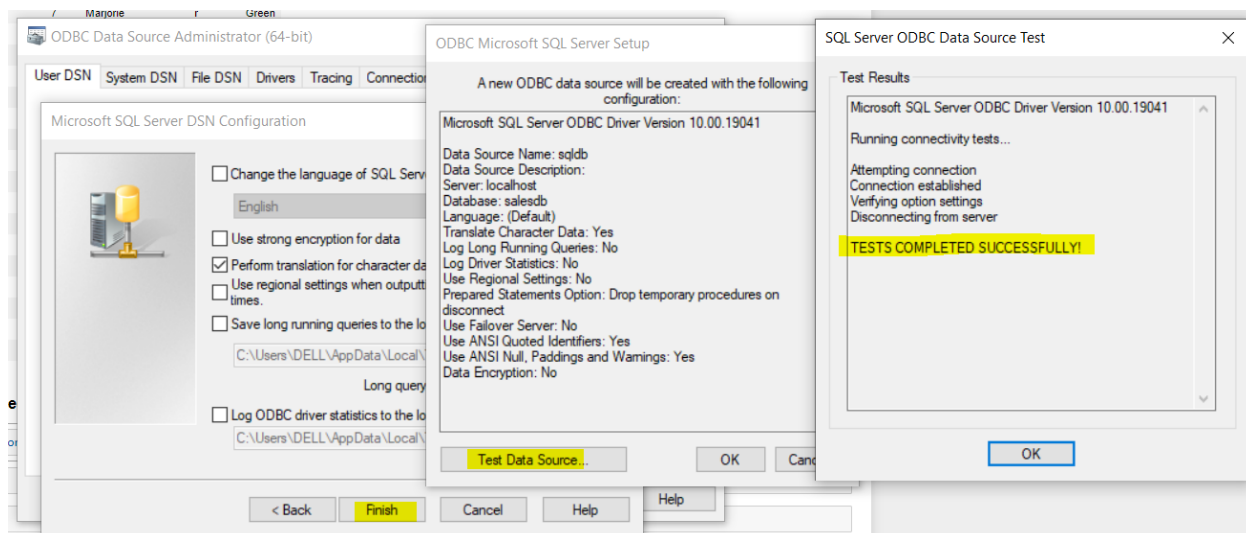 7 Marjorie r Green
ODBC Data Source Administrator (64-bit)
User DSN System DSN File DSN Drivers Tracing
Microsoft SQL Server DSN Configuration
Change the language of SQL
English
Use strong encryption for data
Perform translation for character
Use regional settings when
times.
Save long running queries to the
C:\Users\DELL\AppData\Local\
Long query
Log ODBC driver statistics to the
C:\Users\DELL\AppData\Local\
< Back
Finish
Cancel
Help
Help
ODBC Microsoft SQL Server Setup
A new ODBC data source will be created with the following
configuration:
Microsoft SQL Server ODBC Driver Version 10.00.19041
Data Source Name: sqldb
Data Source Description:
Server: localhost
Database: salesdb
Language: (Default)
Translate Character Data: Yes
Log Long Running Queries: No
Log Driver Statistics: No
Use Regional Settings: No
Prepared Statements Option: Drop temporary procedures on
disconnect
Use Failover Server: No
Use ANSI Quoted Identifiers: Yes
Use ANSI Null, Paddings and Warnings: Yes
Data Encryption: No
Test Data Source...
OK
SQL Server ODBC Data Source Test
Test Results
Microsoft SQL Server ODBC Driver Version 10.00.19041
Running connectivity tests...
Attempting connection
Connection established
Verifying option settings
Disconnecting from server
TESTS COMPLETED SUCCESSFULLY!
OK